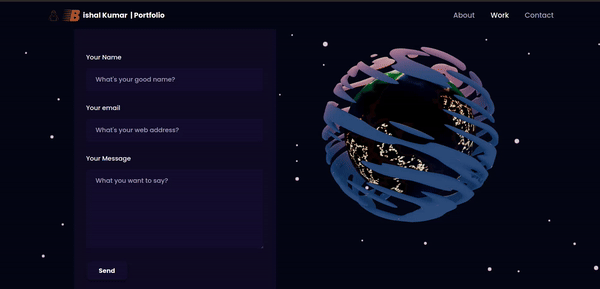 Bishal Kumar | Portfolio
About
Work
Contact
Your Name
What's your good name?
Your email
What's your web address?
Your Message
What you want to say?
Send